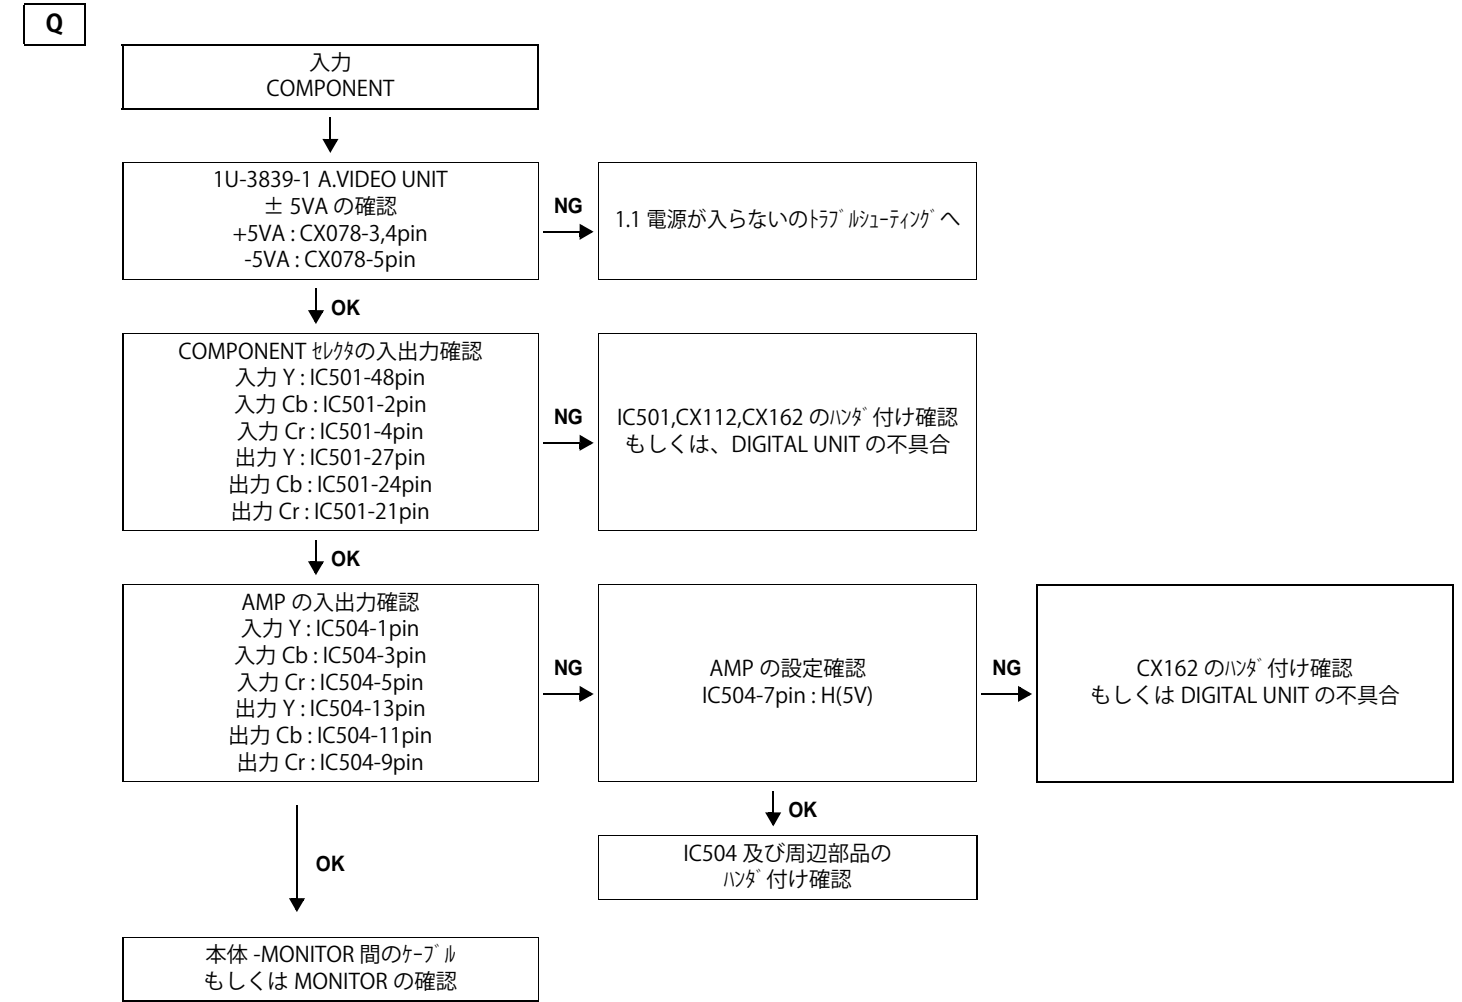 Q
入力
COMPONENT
1U-3839-1 A.VIDEO UNIT
± 5VA の確認
+5VA : CX078-3,4pin
-5VA : CX078-5pin
NG
1.1 電源が入らないのﾄﾗﾌﾞﾙｼｭｰﾃｨﾝｸﾞへ
OK
COMPONENT ｾﾚｸﾀの入出力確認
入力 Y : IC501-48pin
入力 Cb : IC501-2pin
入力 Cr : IC501-4pin
出力 Y : IC501-27pin
出力 Cb : IC501-24pin
出力 Cr : IC501-21pin
NG
IC501,CX112,CX162 のﾊﾝﾀﾞ付け確認
もしくは、DIGITAL UNIT の不具合
OK
AMP の入出力確認
入力 Y : IC504-1pin
入力 Cb : IC504-3pin
入力 Cr : IC504-5pin
出力 Y : IC504-13pin
出力 Cb : IC504-11pin
出力 Cr : IC504-9pin
NG
AMP の設定確認
IC504-7pin : H(5V)
NG
CX162 のﾊﾝﾀﾞ付け確認
もしくは DIGITAL UNIT の不具合
OK
IC504 及び周辺部品の
ﾊﾝﾀﾞ付け確認
OK
本体 -MONITOR 間のｹｰﾌﾞﾙ
もしくは MONITOR の確認